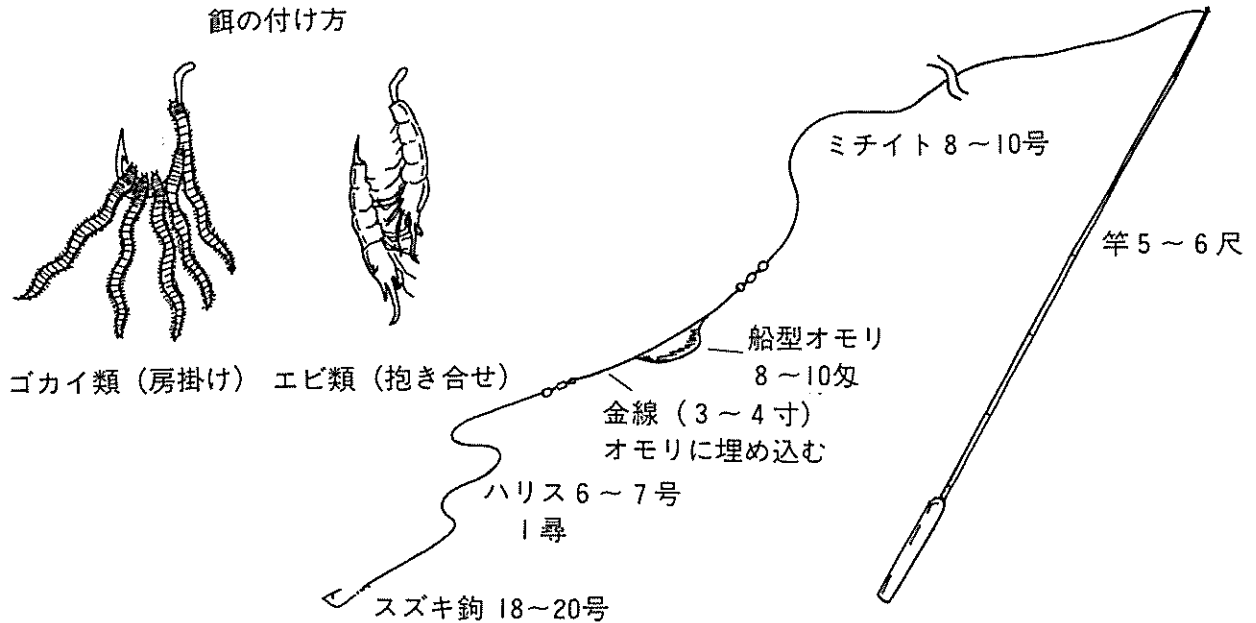 餌の付け方
ゴカイ類（房掛け）
エビ類（抱き合せ）
ミチイト 8～10号
竿 5～6尺
船型オモリ
8～10匁
金線（3～4寸）
オモリに埋め込む
ハリス 6～7号
1尋
スズキ鉤 18～20号